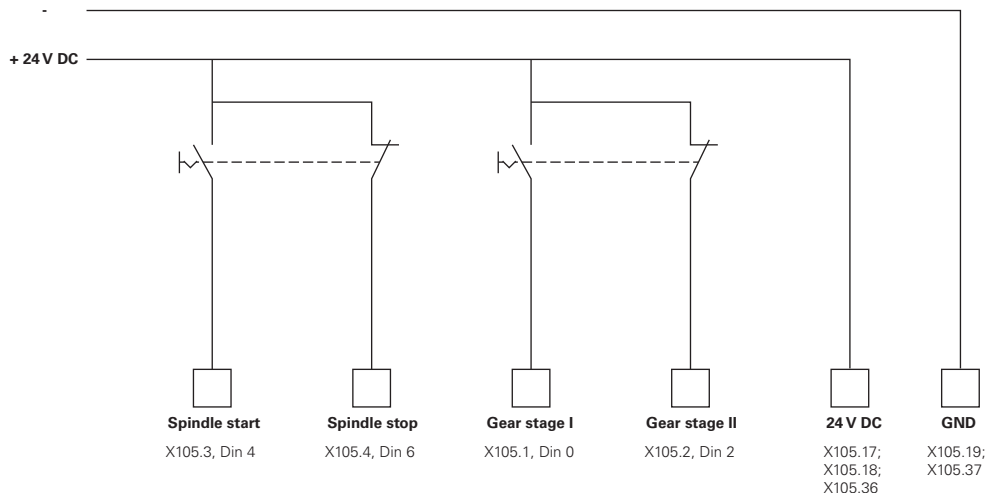 -
+ 24 V DC
Spindle start
X105.3, Din 4
Spindle stop
X105.4, Din 6
Gear stage I
X105.1, Din 0
Gear stage II
X105.2, Din 2
24 V DC
X105.17;
X105.18;
X105.36
GND
X105.19;
X105.37